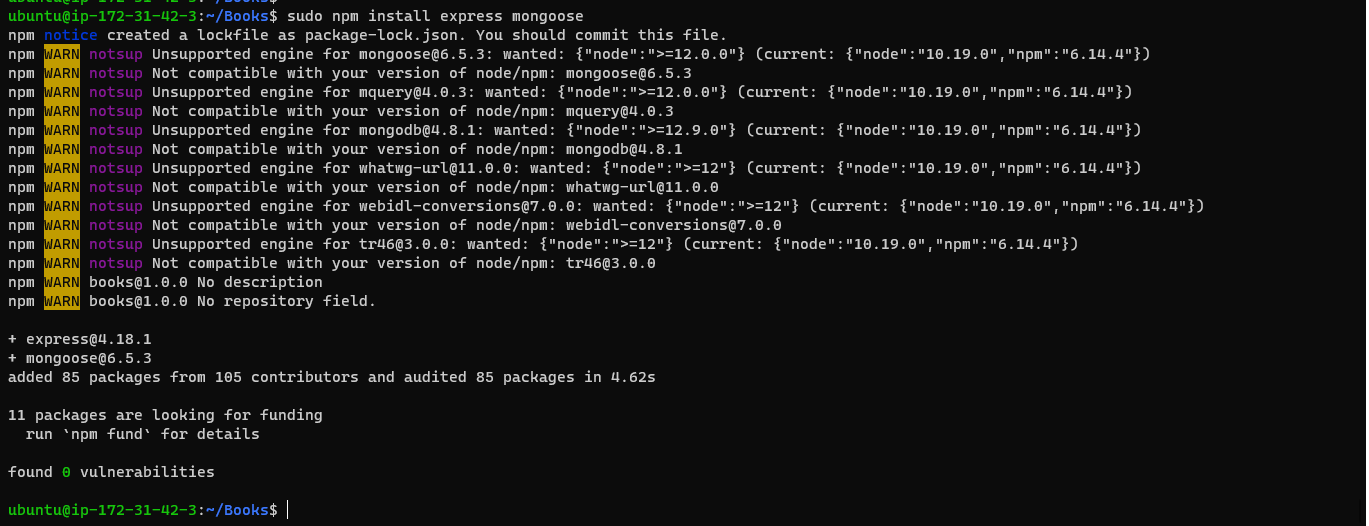 ubuntu@ip-172-31-42-3:~/Books$ sudo npm install express mongoose
npm notice created a lockfile as package-lock.json. You should commit this file.
npm WARN notsup Unsupported engine for mongoose@6.5.3: wanted: {"node":">=12.0.0"} (current: {"node":"10.19.0","npm":"6.14.4"})
npm WARN notsup Not compatible with your version of node/npm: mongoose@6.5.3
npm WARN notsup Unsupported engine for mquery@4.0.3: wanted: {"node":">=12.0.0"} (current: {"node":"10.19.0","npm":"6.14.4"})
npm WARN notsup Not compatible with your version of node/npm: mquery@4.0.3
npm WARN notsup Unsupported engine for mongodb@4.8.1: wanted: {"node":">=12.9.0"} (current: {"node":"10.19.0","npm":"6.14.4"})
npm WARN notsup Not compatible with your version of node/npm: mongodb@4.8.1
npm WARN notsup Unsupported engine for whatwg-url@11.0.0: wanted: {"node":">=12"} (current: {"node":"10.19.0","npm":"6.14.4"})
npm WARN notsup Not compatible with your version of node/npm: whatwg-url@11.0.0
npm WARN notsup Unsupported engine for webidl-conversions@7.0.0: wanted: {"node":">=12"} (current: {"node":"10.19.0","npm":"6.14.4"})
npm WARN notsup Not compatible with your version of node/npm: webidl-conversions@7.0.0
npm WARN notsup Unsupported engine for tr46@3.0.0: wanted: {"node":">=12"} (current: {"node":"10.19.0","npm":"6.14.4"})
npm WARN notsup Not compatible with your version of node/npm: tr46@3.0.0
npm WARN books@1.0.0 No description
npm WARN books@1.0.0 No repository field.
+ express@4.18.1
+ mongoose@6.5.3
added 85 packages from 105 contributors and audited 85 packages in 4.62s
11 packages are looking for funding
run `npm fund` for details
found 0 vulnerabilities
ubuntu@ip-172-31-42-3:~/Books$